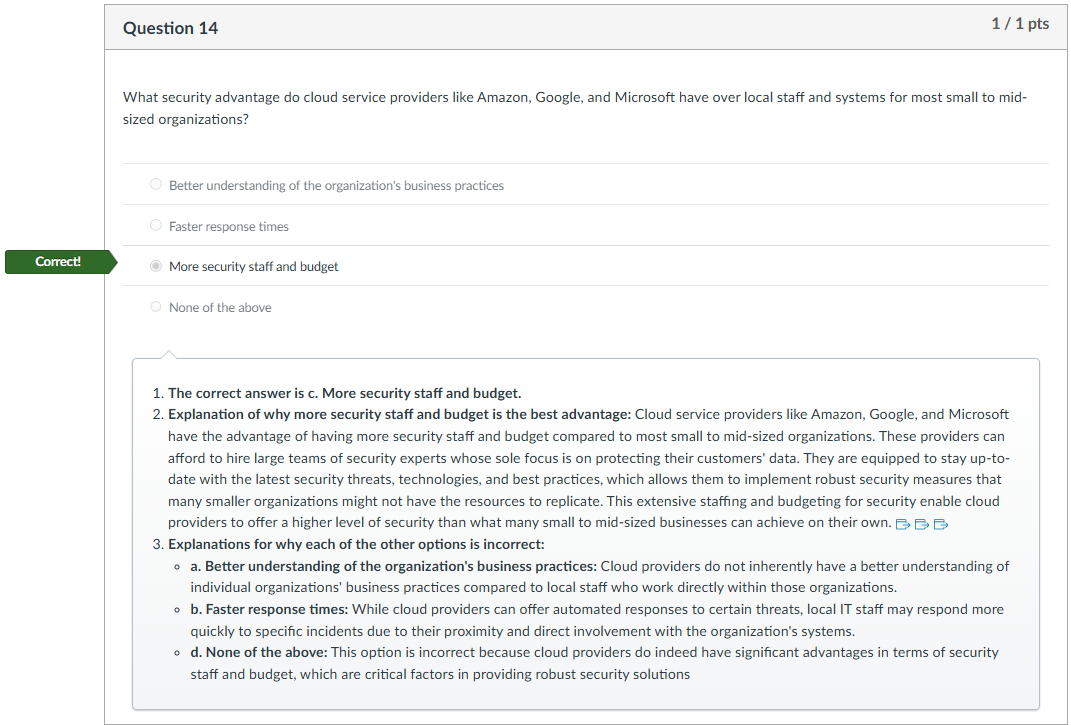 Question 14
1 / 1 pts
What security advantage do cloud service providers like Amazon, Google, and Microsoft have over local staff and systems for most small to mid-
sized organizations?
Better understanding of the organization's business practices
Faster response times
Correct!
More security staff and budget
None of the above
1. The correct answer is c. More security staff and budget.
2. Explanation of why more security staff and budget is the best advantage: Cloud service providers like Amazon, Google, and Microsoft
have the advantage of having more security staff and budget compared to most small to mid-sized organizations. These providers can
afford to hire large teams of security experts whose sole focus is on protecting their customers' data. They are equipped to stay up-to-
date with the latest security threats, technologies, and best practices, which allows them to implement robust security measures that
many smaller organizations might not have the resources to replicate. This extensive staffing and budgeting for security enable cloud
providers to offer a higher level of security than what many small to mid-sized businesses can achieve on their own.
3. Explanations for why each of the other options is incorrect:
◦ a. Better understanding of the organization's business practices: Cloud providers do not inherently have a better understanding of
individual organizations' business practices compared to local staff who work directly within those organizations.
◦ b. Faster response times: While cloud providers can offer automated responses to certain threats, local IT staff may respond more
quickly to specific incidents due to their proximity and direct involvement with the organization's systems.
◦ d. None of the above: This option is incorrect because cloud providers do indeed have significant advantages in terms of security
staff and budget, which are critical factors in providing robust security solutions